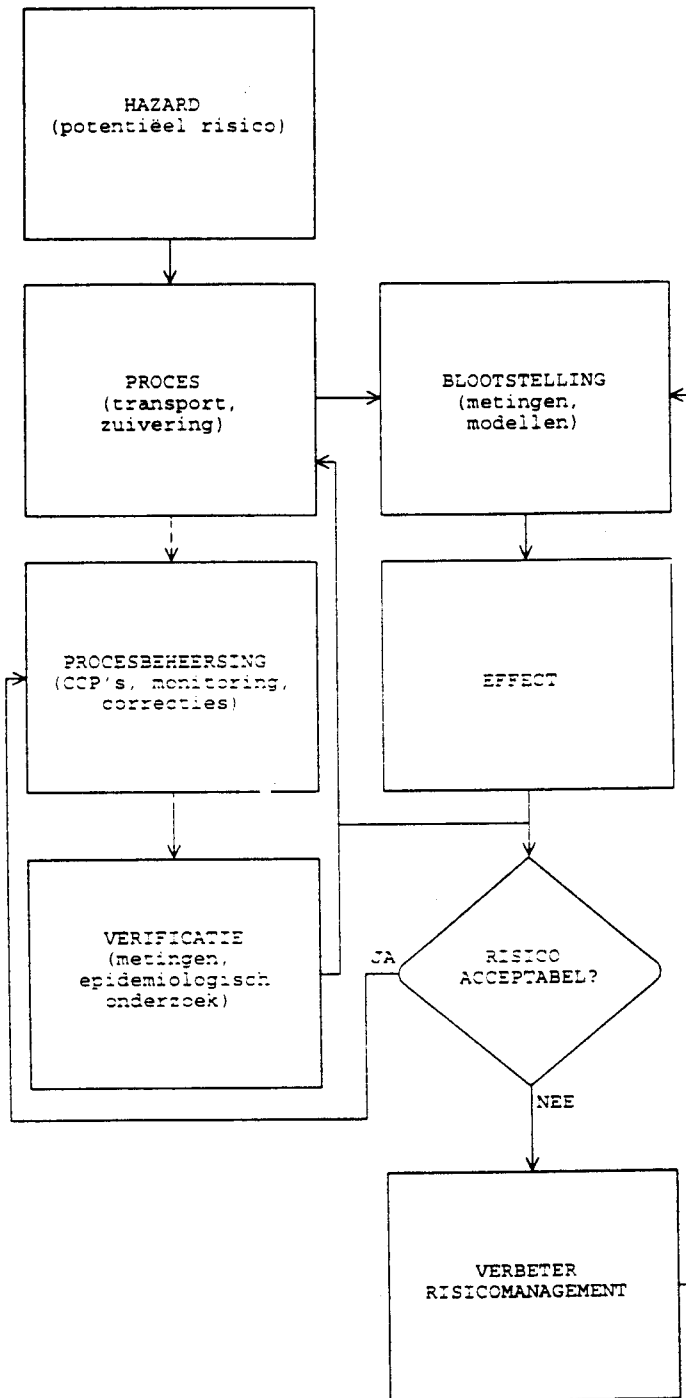 HAZARD
(potentiëel risico)
PROCES
(transport,
zuivering)
BLOOTSTELLING
(metingen,
modellen)
PROCESBEHEERSING
(CCP's, monitoring,
correcties)
EFFECT
VERIFICATIE
(metingen,
epidemiologisch
onderzoek)
JA
RISICO
ACCEPTABEL?
NEE
VERBETER
RISICOMANAGEMENT